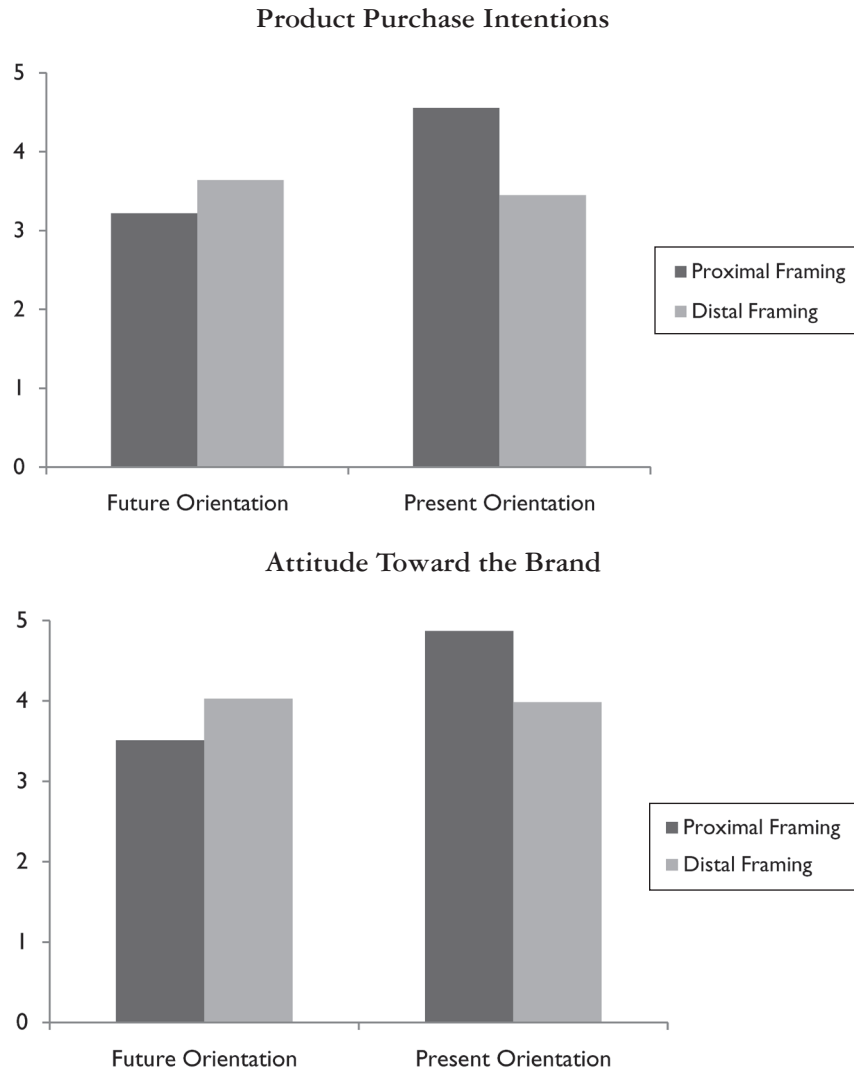 Product Purchase Intentions
5
4
3
2
1
0
Future Orientation
Present Orientation
Proximal Framing
Distal Framing
Attitude Toward the Brand
5
4
3
2
1
0
Future Orientation
Present Orientation
Proximal Framing
Distal Framing